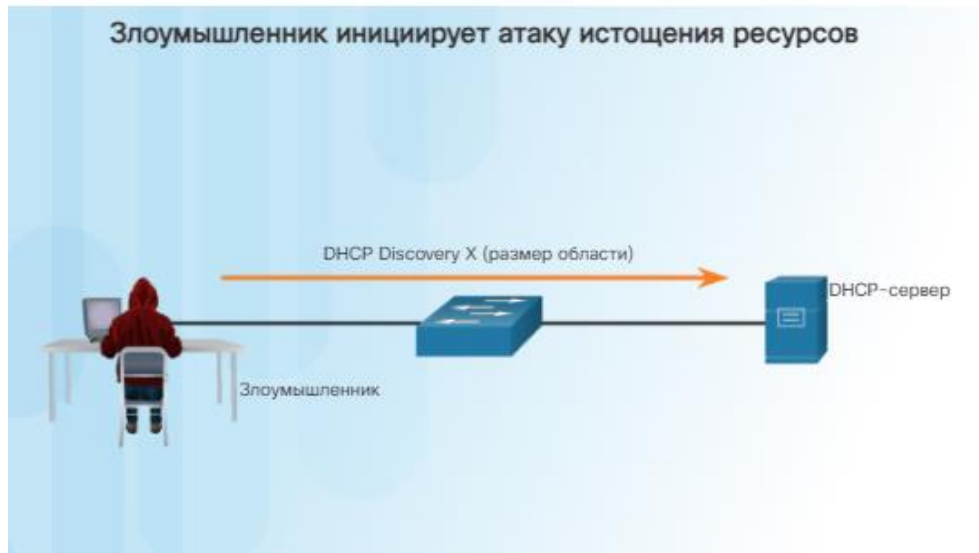 Злоумышленник инициирует атаку истощения ресурсов
DHCP Discovery X (размер области)
DHCP-сервер
Злоумышленник